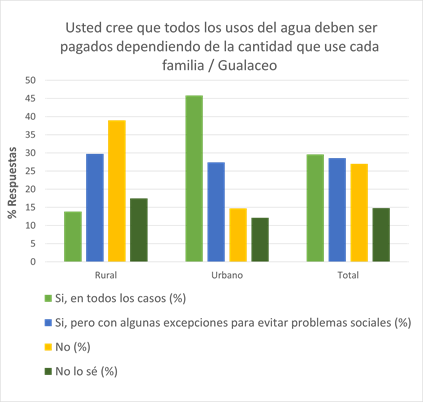 Usted cree que todos los usos del agua deben ser
pagados dependiendo de la cantidad que use cada
familia / Gualaceo
% Respuestas
50
45
40
35
30
25
20
15
10
5
0
Rural
Urbano
Total
Si, en todos los casos (%)
Si, pero con algunas excepciones para evitar problemas sociales (%)
No (%)
No lo sé (%)